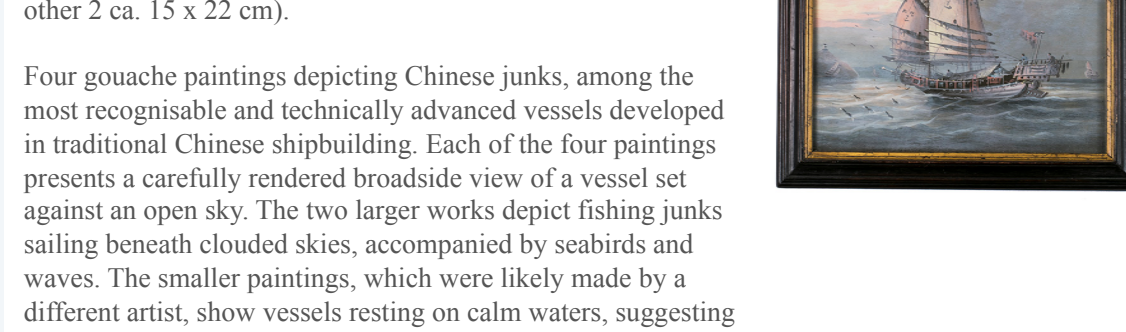 other 2 ca. 15 x 22 cm).
Four gouache paintings depicting Chinese junks, among the
most recognisable and technically advanced vessels developed
in traditional Chinese shipbuilding. Each of the four paintings
presents a carefully rendered broadside view of a vessel set
against an open sky. The two larger works depict fishing junks
sailing beneath clouded skies, accompanied by seabirds and
waves. The smaller paintings, which were likely made by a
different artist, show vessels resting on calm waters, suggesting